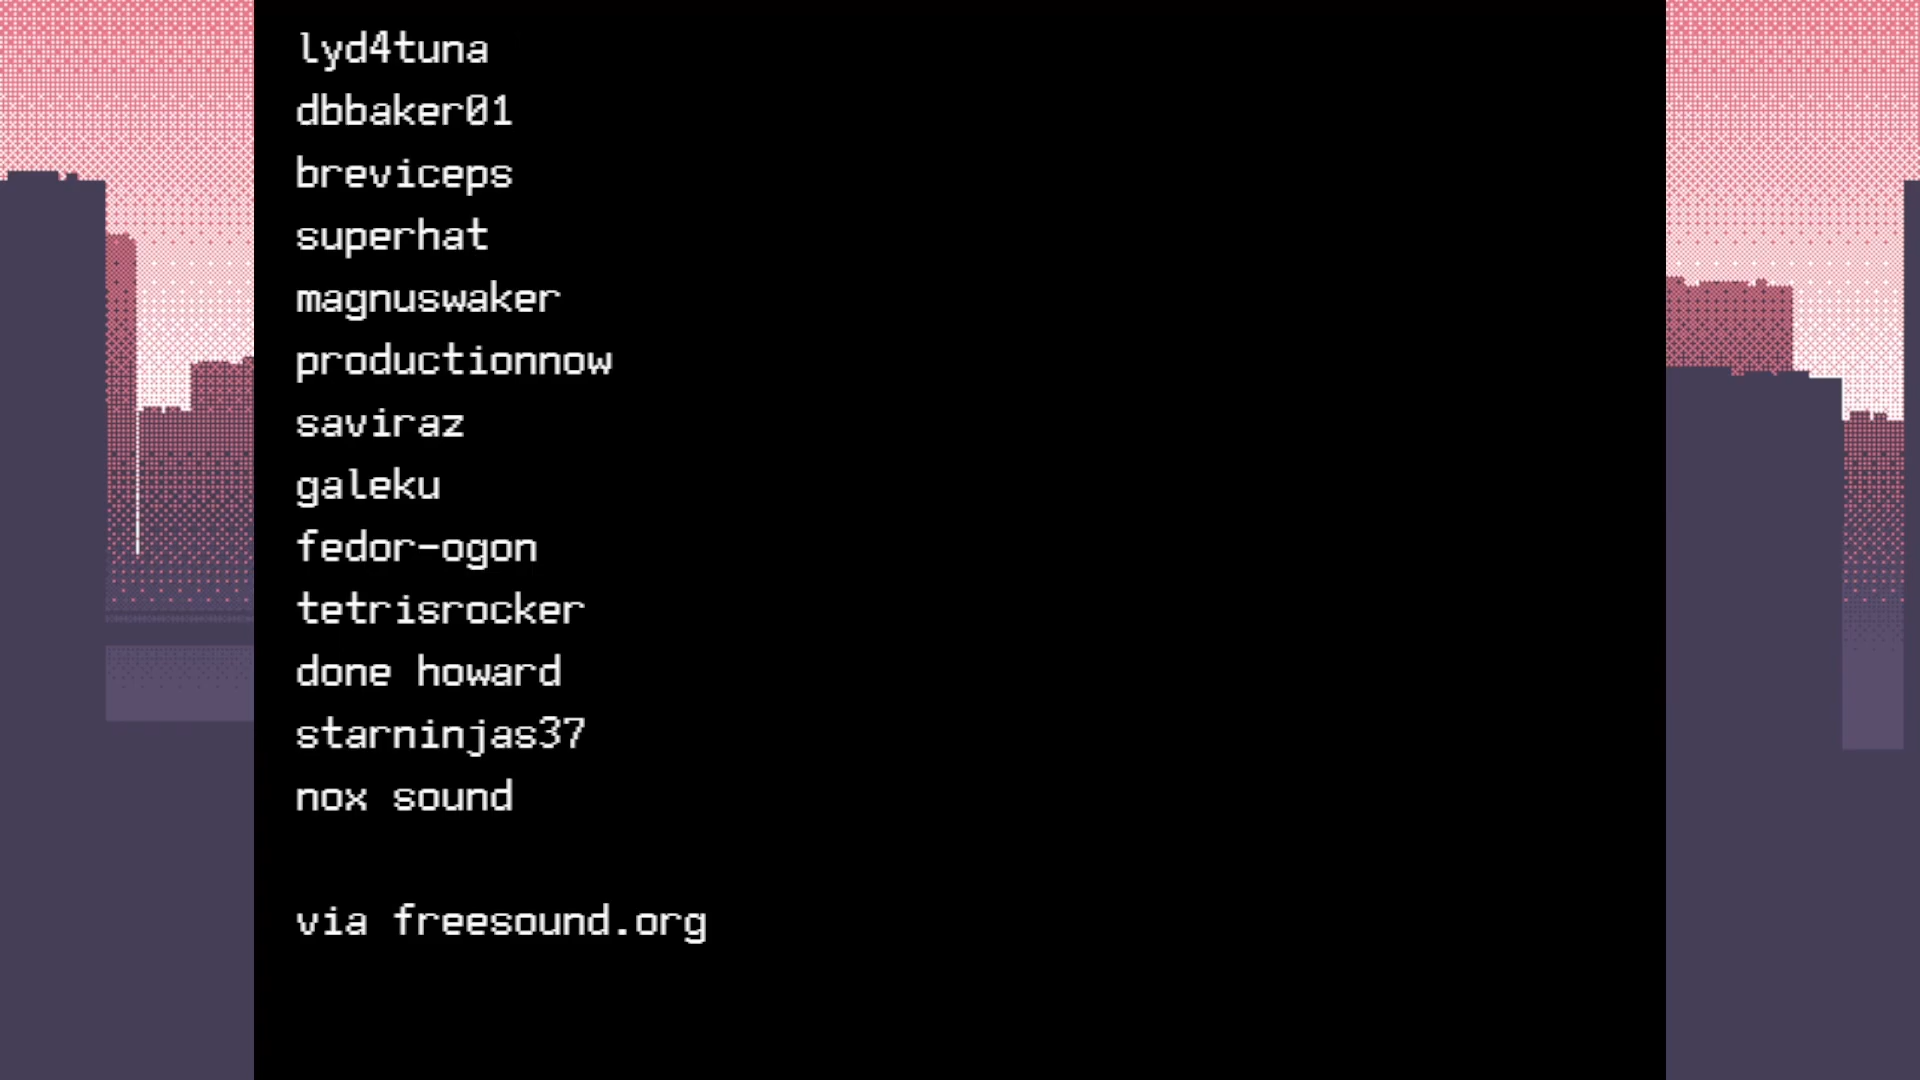 lyd4tuna
dbbaker01
breviceps
superhat
magnuswaker
productionnow
saviraz
galeku
fedor-ogon
tetrisrocker
done howard
starninjas37
nox sound
via freesound.org